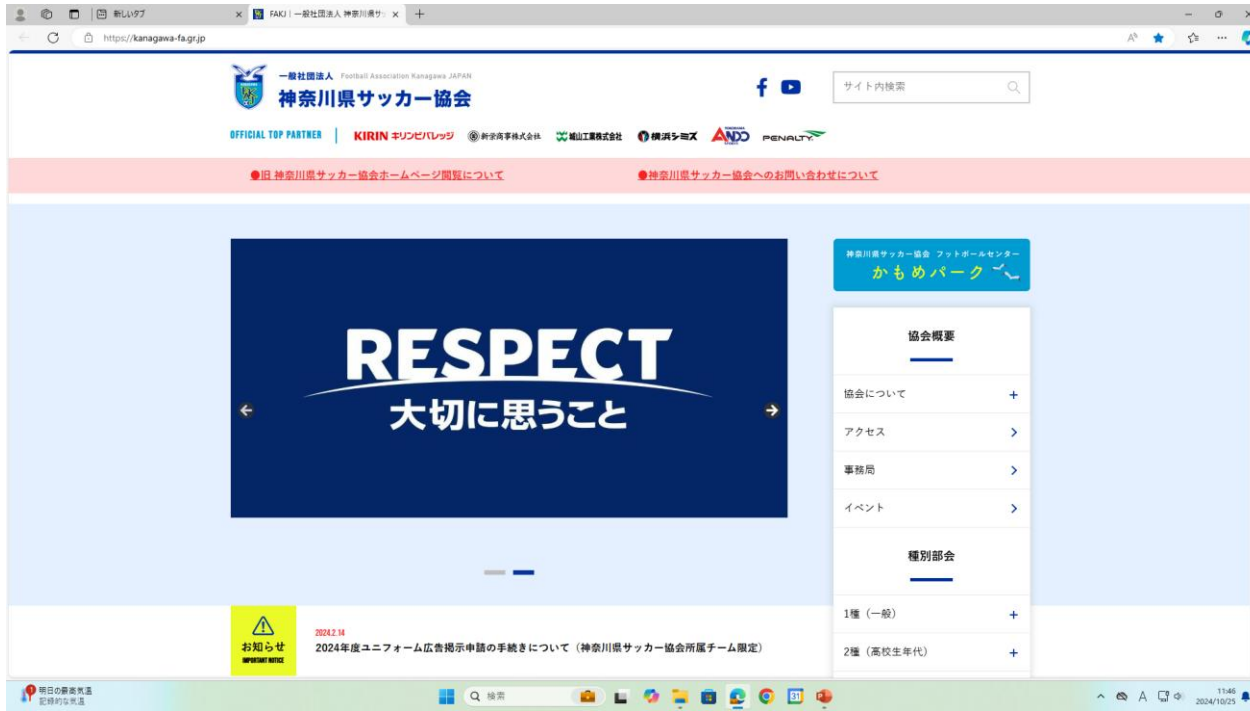 新しいタブ
FAKJ | 一般社団法人 神奈川県サ
https://kanagawa-fa.gr.jp
一般社団法人 Football Association Kanagawa JAPAN
神奈川県サッカー協会
サイト内検索
OFFICIAL TOP PARTNER
KIRIN キリンビバレッジ
新栄商事株式会社
城山工業株式会社
横浜シミズ
ANDO
PENALTY
●旧 神奈川県サッカー協会ホームページ閲覧について
●神奈川県サッカー協会へのお問い合わせについて
RESPECT
大切に思うこと
神奈川県サッカー協会 フットボールセンター
かもめパーク
協会概要
協会について
アクセス
事務局
イベント
種別部会
1種（一般）
2種（高校生年代）
お知らせ
IMPORTANT NOTICE
2024.2.14
2024年度ユニフォーム広告掲示申請の手続きについて（神奈川県サッカー協会所属チーム限定）
明日の最高気温
記録的な気温
検索
31
A
11:46
2024/10/25